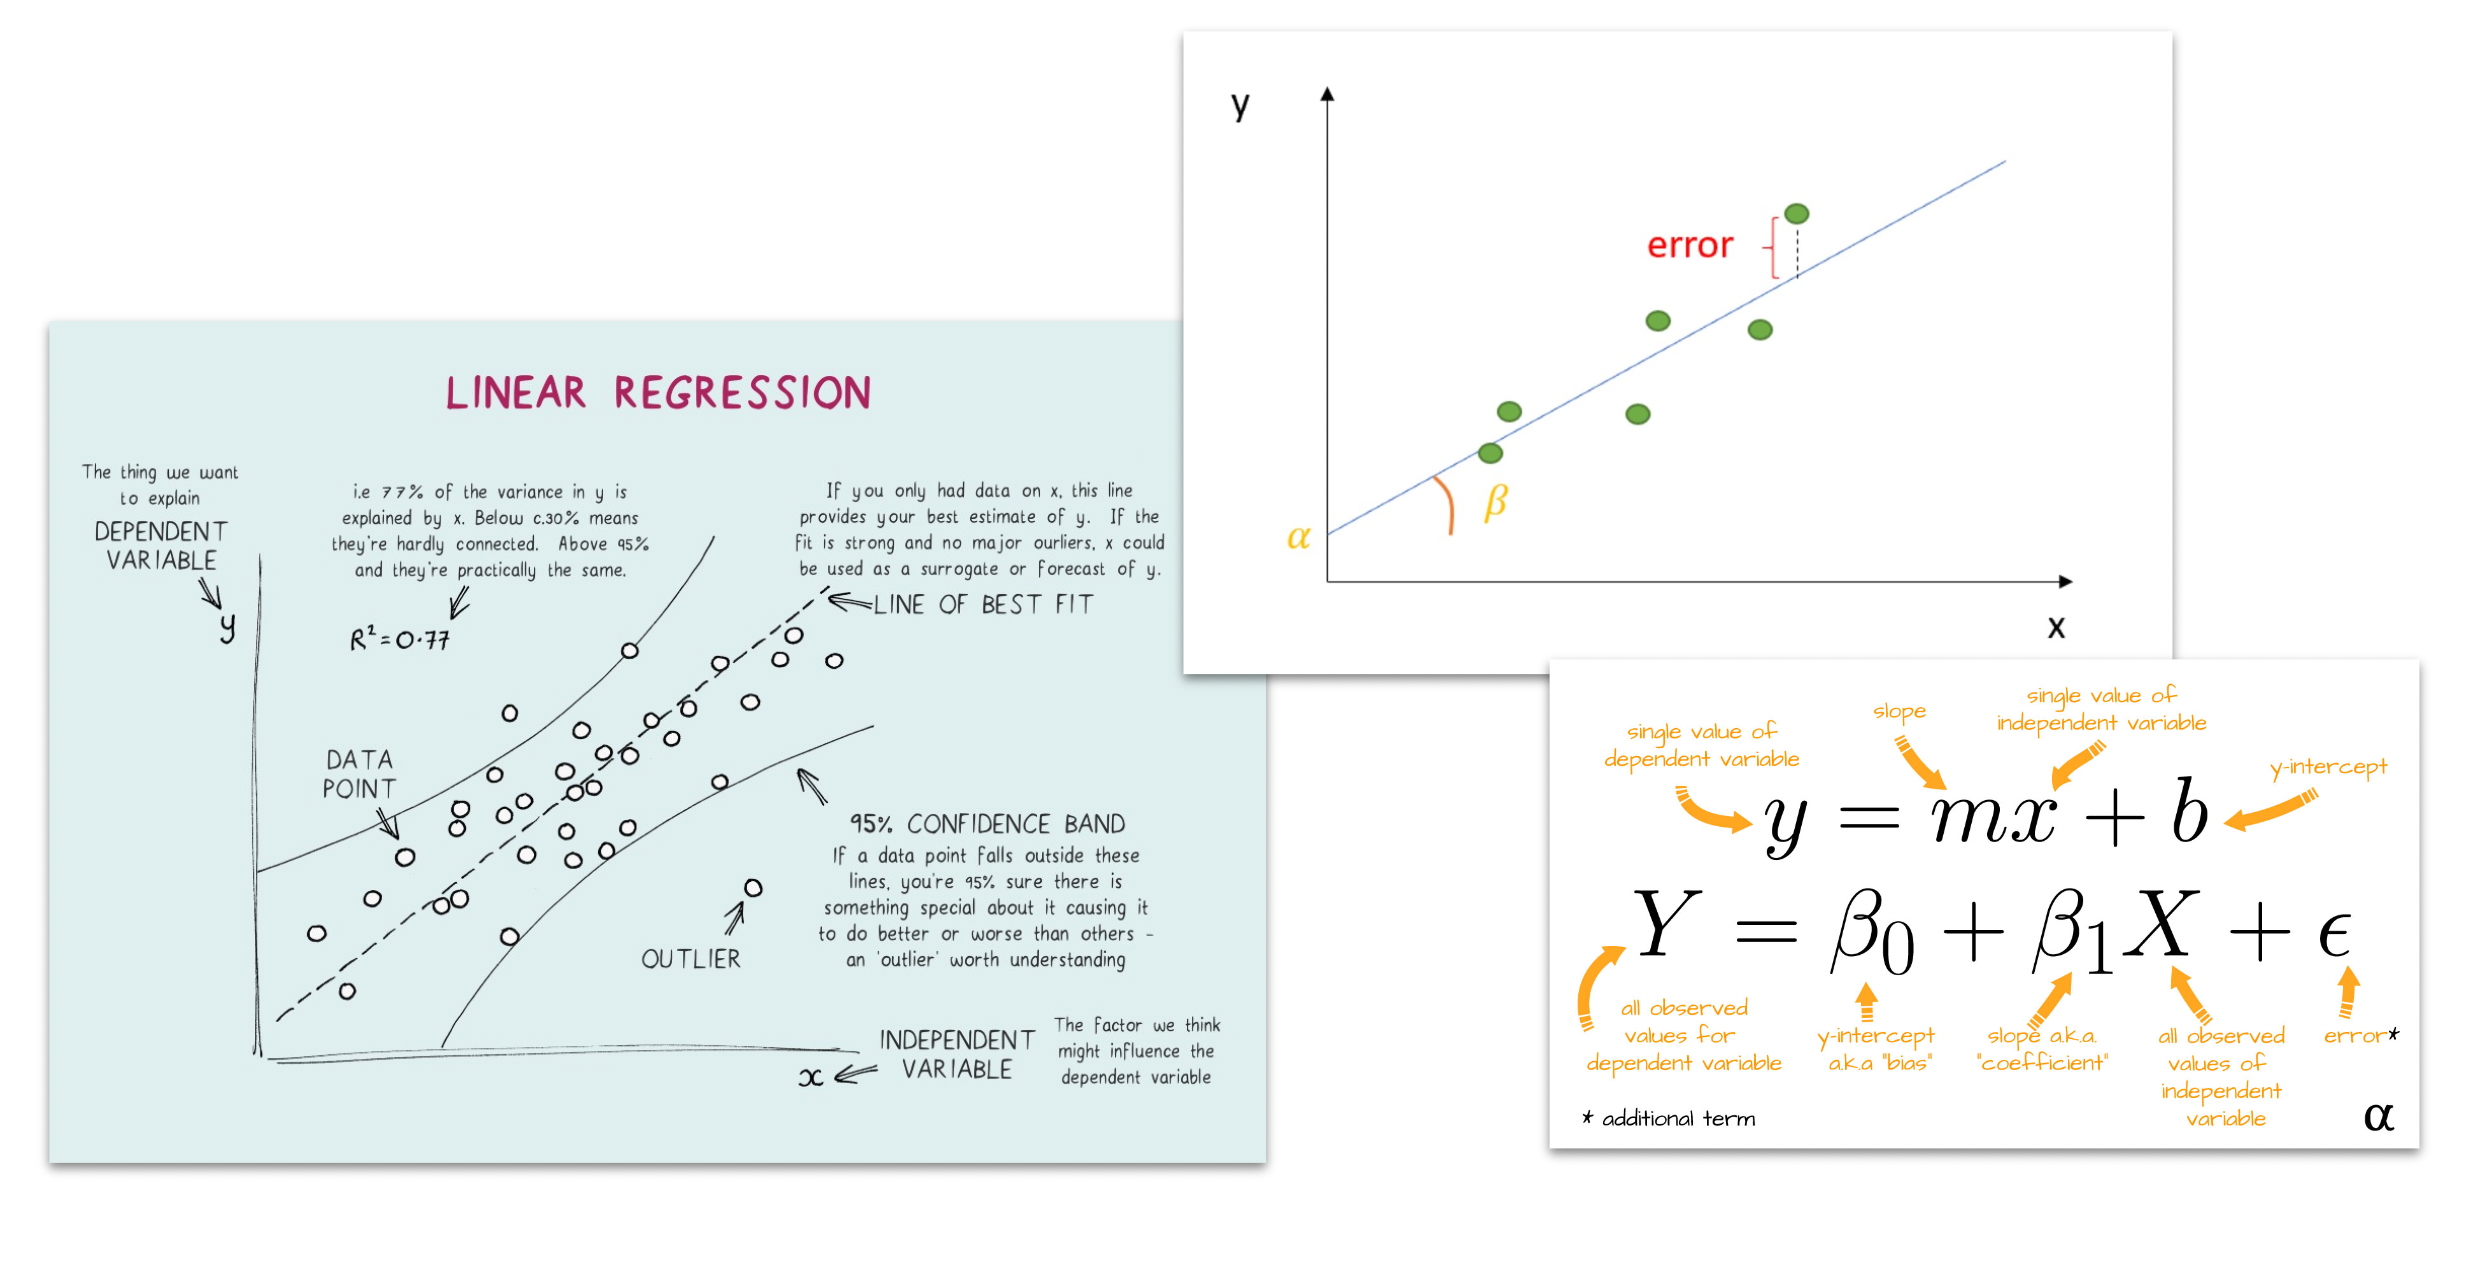 LINEAR REGRESSION
The thing we want
to explain
DEPENDENT
VARIABLE
y
i.e 77% of the variance in y is
explained by x. Below c.30% means
they're hardly connected. Above 95%
and they're practically the same.
R²=0.77
If you only had data on x, this line
provides your best estimate of y. If the
fit is strong and no major ourliers, x could
be used as a surrogate or forecast of y.
LINE OF BEST FIT
DATA
POINT
95% CONFIDENCE BAND
If a data point falls outside these
lines, you're 95% sure there is
something special about it causing it
to do better or worse than others -
an 'outlier' worth understanding
OUTLIER
INDEPENDENT
VARIABLE
x
The factor we think
might influence the
dependent variable
y
error
β
α
x
single value of
dependent variable
slope
single value of
independent variable
y-intercept
y = mx + b
Y = β₀ + β₁X + ϵ
all observed
values for
dependent variable
y-intercept
a.k.a "bias"
slope a.k.a.
"coefficient"
all observed
values of
independent
variable
error*
* additional term
α